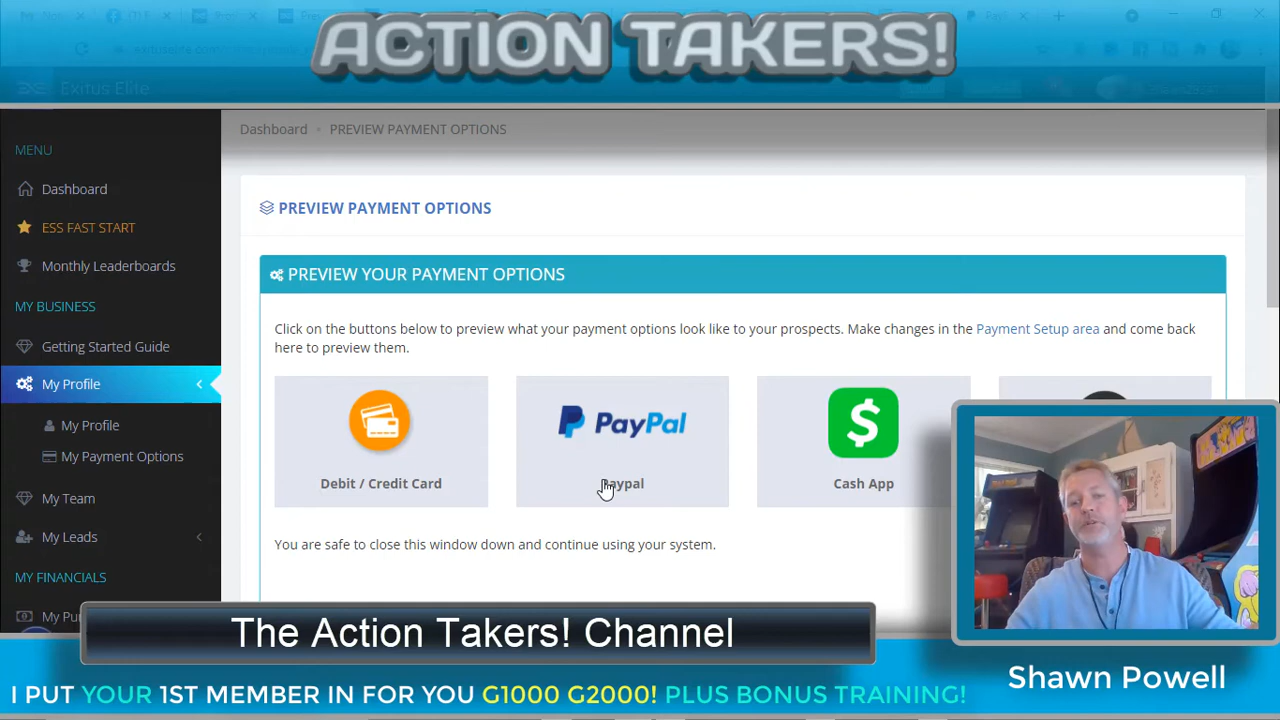 ACTION TAKERS!
Exitus Elite
Dashboard • PREVIEW PAYMENT OPTIONS
MENU
Dashboard
ESS FAST START
Monthly Leaderboards
MY BUSINESS
Getting Started Guide
My Profile
My Profile
My Payment Options
My Team
My Leads
MY FINANCIALS
PREVIEW PAYMENT OPTIONS
PREVIEW YOUR PAYMENT OPTIONS
Click on the buttons below to preview what your payment options look like to your prospects. Make changes in the Payment Setup area and come back
here to preview them.
Debit / Credit Card
PayPal
Paypal
$
Cash App
You are safe to close this window down and continue using your system.
The Action Takers! Channel
Shawn Powell
I PUT YOUR 1ST MEMBER IN FOR YOU G1000 G2000! PLUS BONUS TRAINING!